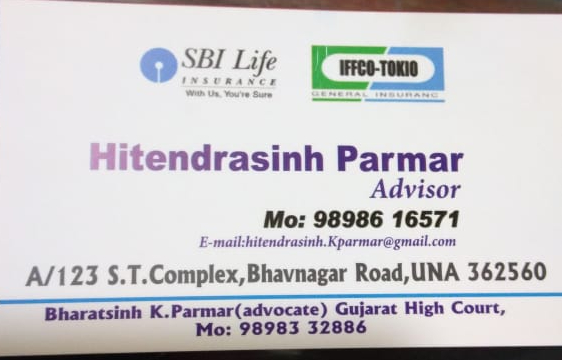 SBI Life
INSURANCE
With Us, You're Sure
IFFCO-TOKIO
GENERAL INSURANC
Hitendrasinh Parmar
Advisor
Mo: 98986 16571
E-mail:hitendrasinh.Kparmar@gmail.com
A/123 S.T.Complex,Bhavnagar Road,UNA 362560
Bharatsinh K.Parmar(advocate) Gujarat High Court,
Mo: 98983 32886